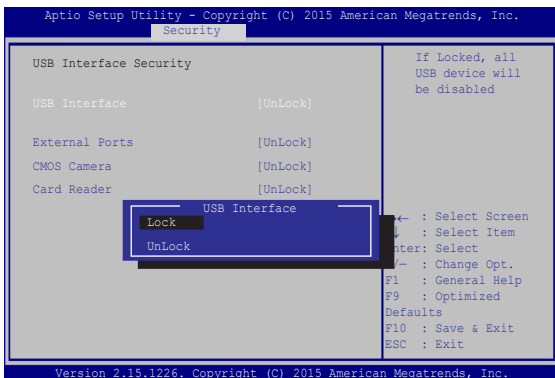 Aptio Setup Utility - Copyright (C) 2015 American Megatrends, Inc.
Security
USB Interface Security
USB Interface [UnLock]
External Ports [UnLock]
CMOS Camera [UnLock]
Card Reader [UnLock]
USB Interface
Lock
UnLock
If Locked, all
USB device will
be disabled
→← : Select Screen
↓ : Select Item
nter: Select
/— : Change Opt.
F1 : General Help
F9 : Optimized
Defaults
F10 : Save & Exit
ESC : Exit
Version 2.15.1226. Copyright (C) 2015 American Megatrends, Inc.